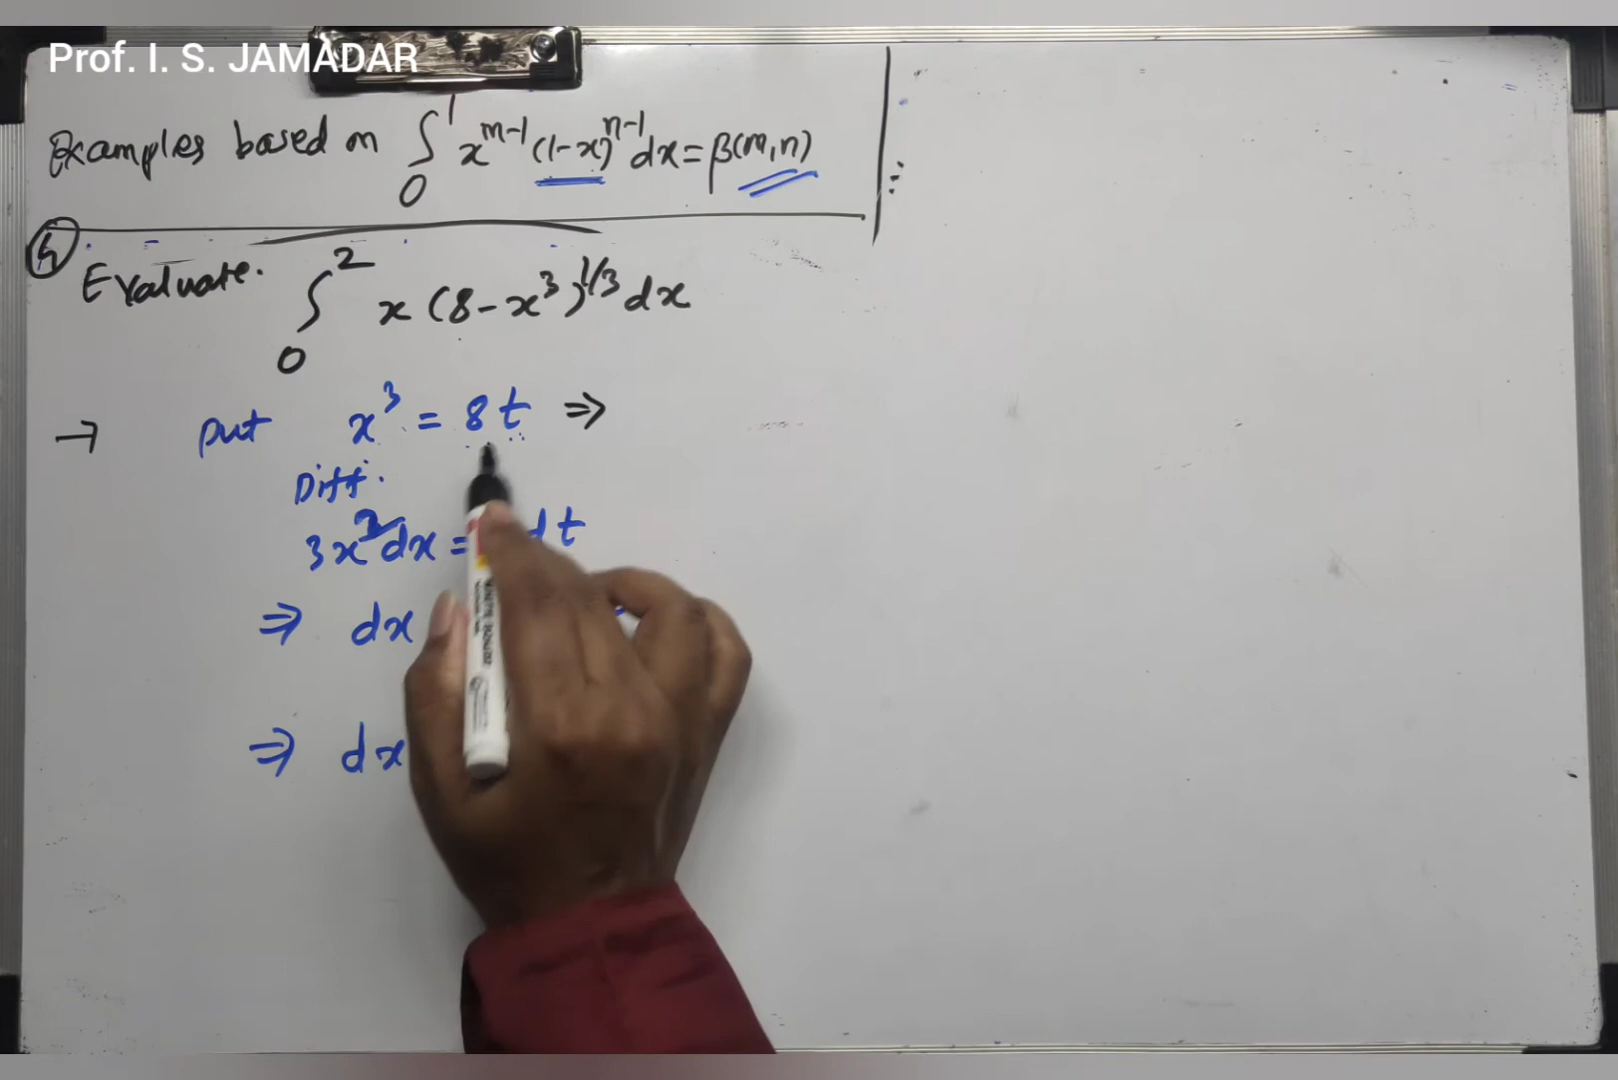 Prof. I. S. JAMADAR
Examples based on ∫₀¹ x^{m-1} (1-x)^{n-1} dx = β(m,n)
Evaluate. ∫₀² x (8-x³)^{1/3} dx
→ put x³ = 8t ⇒
Diff.
3x² dx = dt
⇒ dx
⇒ dx